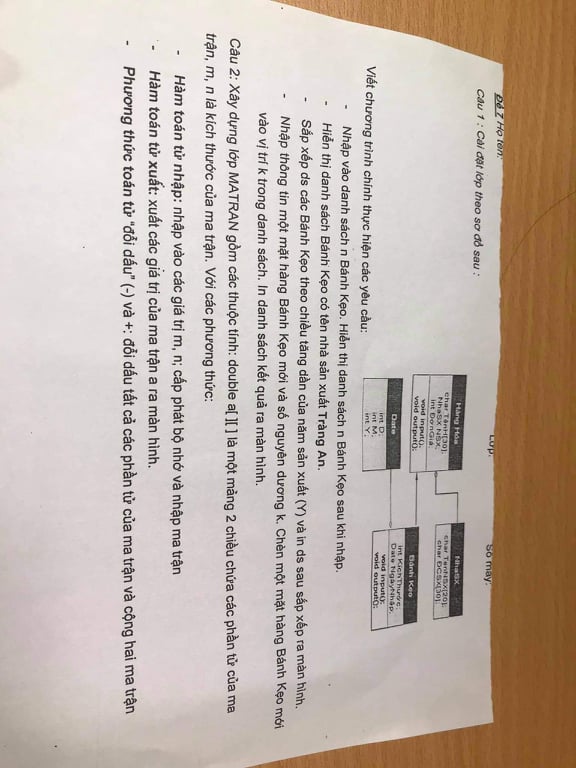 Đề 7 Họ tên:
Lớp:
Số máy:
Câu 1 : Cài đặt lớp theo sơ đồ sau :
Hàng Hóa
char TênH[30];
NhaSX NSX;
int ĐơnGiá;
void input();
void output();
NhaSX
char TenNSX[20];
char ĐCSX[30];
Bánh Kẹo
int KíchThước;
Date NgàyNhập;
void input();
void output();
Date
int D;
int M;
int Y;
Viết chương trình chính thực hiện các yêu cầu:
- Nhập vào danh sách n Bánh Kẹo. Hiển thị danh sách n Bánh Kẹo sau khi nhập.
- Hiển thị danh sách Bánh Kẹo có tên nhà sản xuất Tràng An.
- Sắp xếp ds các Bánh Kẹo theo chiều tăng dần của năm sản xuất (Y) và in ds sau sắp xếp ra màn hình.
- Nhập thông tin một mặt hàng Bánh Kẹo mới và số nguyên dương k. Chèn một mặt hàng Bánh Kẹo mới
vào vị trí k trong danh sách. In danh sách kết quả ra màn hình.
Câu 2: Xây dựng lớp MATRAN gồm các thuộc tính: double a[ ][ ] là một mảng 2 chiều chứa các phần tử của ma
trận, m, n là kích thước của ma trận. Với các phương thức:
- Hàm toán tử nhập: nhập vào các giá trị m, n; cấp phát bộ nhớ và nhập ma trận
- Hàm toán tử xuất: xuất các giá trị của ma trận a ra màn hình.
- Phương thức toán tử “đổi dấu” (-) và +: đổi dấu tất cả các phần tử của ma trận và cộng hai ma trận